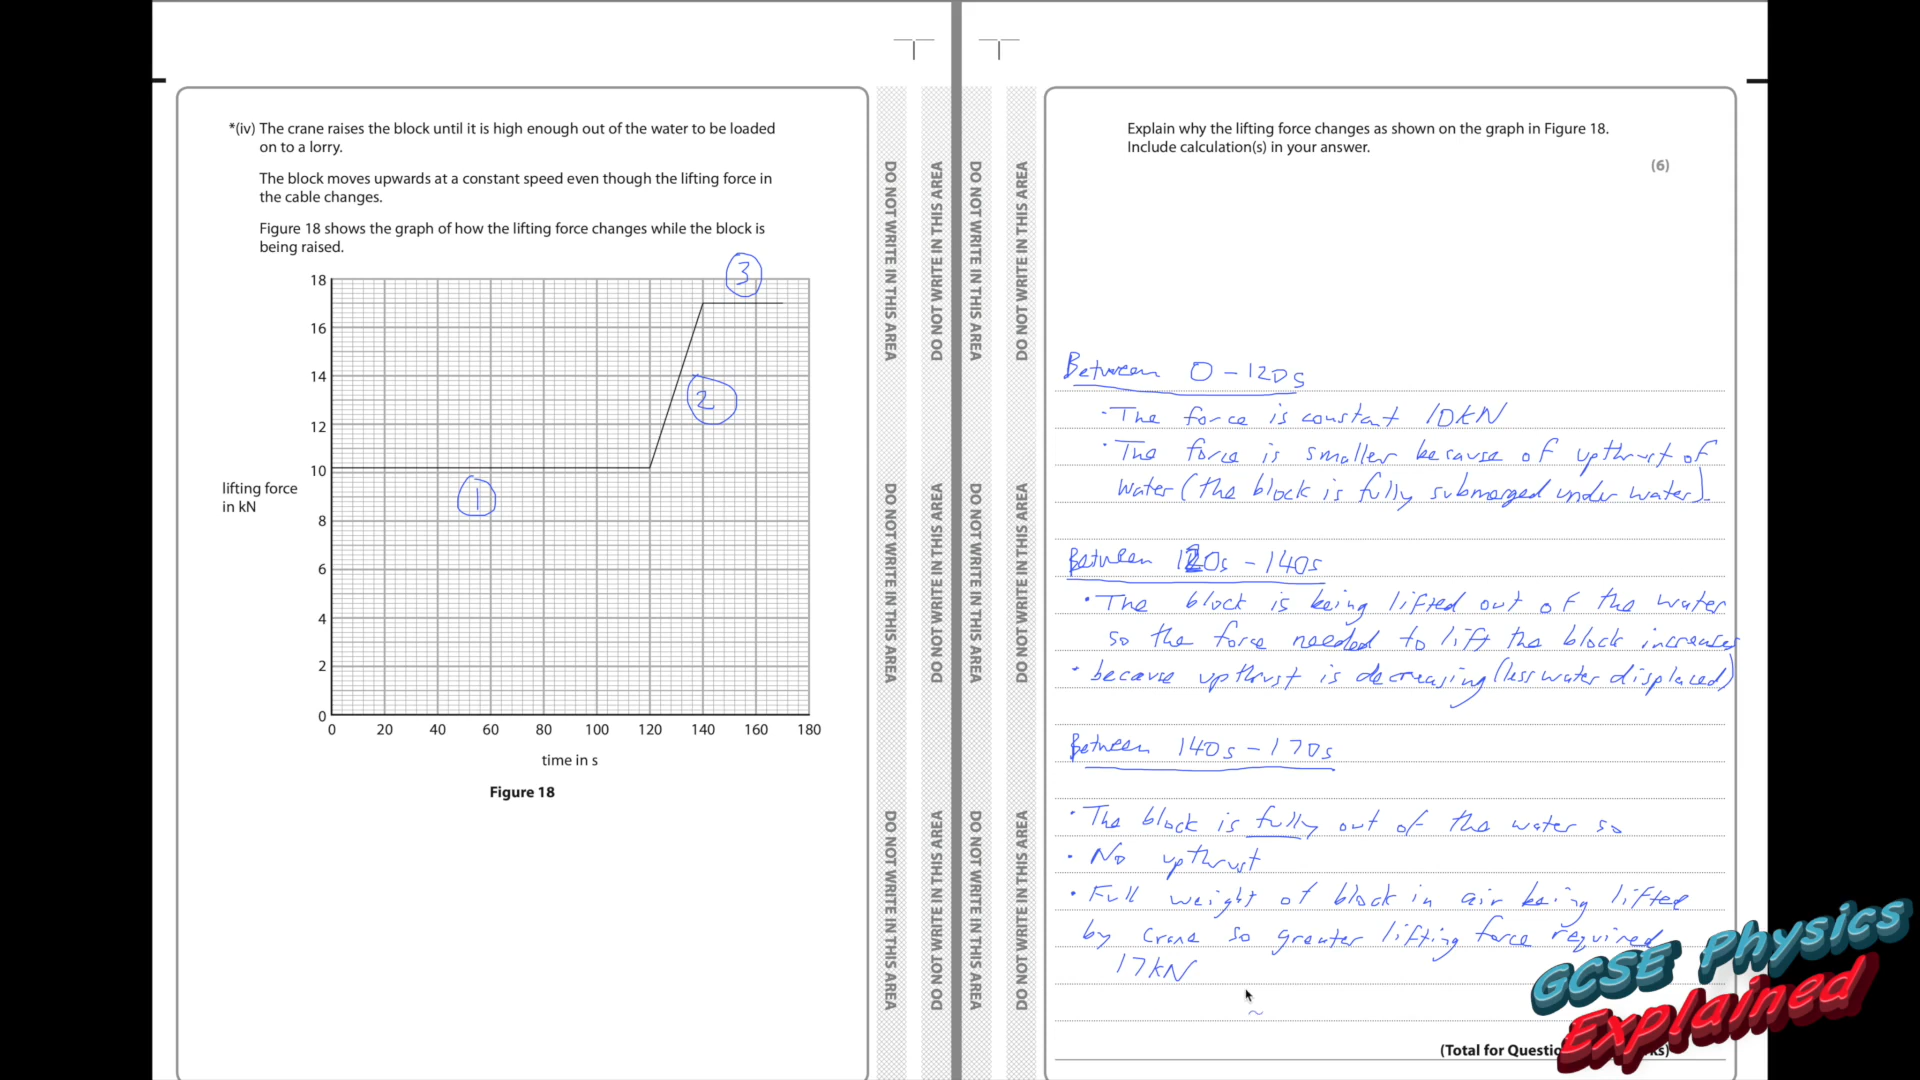 *(iv) The crane raises the block until it is high enough out of the water to be loaded
on to a lorry.
The block moves upwards at a constant speed even though the lifting force in
the cable changes.
Figure 18 shows the graph of how the lifting force changes while the block is
being raised.
18
16
14
12
10
8
6
4
2
0
lifting force
in kN
3
2
1
0 20 40 60 80 100 120 140 160 180
time in s
Figure 18
DO NOT WRITE IN THIS AREA
DO NOT WRITE IN THIS AREA
DO NOT WRITE IN THIS AREA
DO NOT WRITE IN THIS AREA
DO NOT WRITE IN THIS AREA
DO NOT WRITE IN THIS AREA
DO NOT WRITE IN THIS AREA
DO NOT WRITE IN THIS AREA
DO NOT WRITE IN THIS AREA
DO NOT WRITE IN THIS AREA
DO NOT WRITE IN THIS AREA
DO NOT WRITE IN THIS AREA
Explain why the lifting force changes as shown on the graph in Figure 18.
Include calculation(s) in your answer.
(6)
Between 0-120s
· The force is constant 10kN
· The force is smaller because of upthrust of
water (the block is fully submerged under water).
Between 120s - 140s
· The block is being lifted out of the water
so the force needed to lift the block increases
· because upthrust is decreasing (less water displaced)
Between 140s - 170s
· The block is fully out of the water so
· No upthrust
· Full weight of block in air being lifted
by crane so greater lifting force required
17kN
(Total for
GCSE Physics
Explained